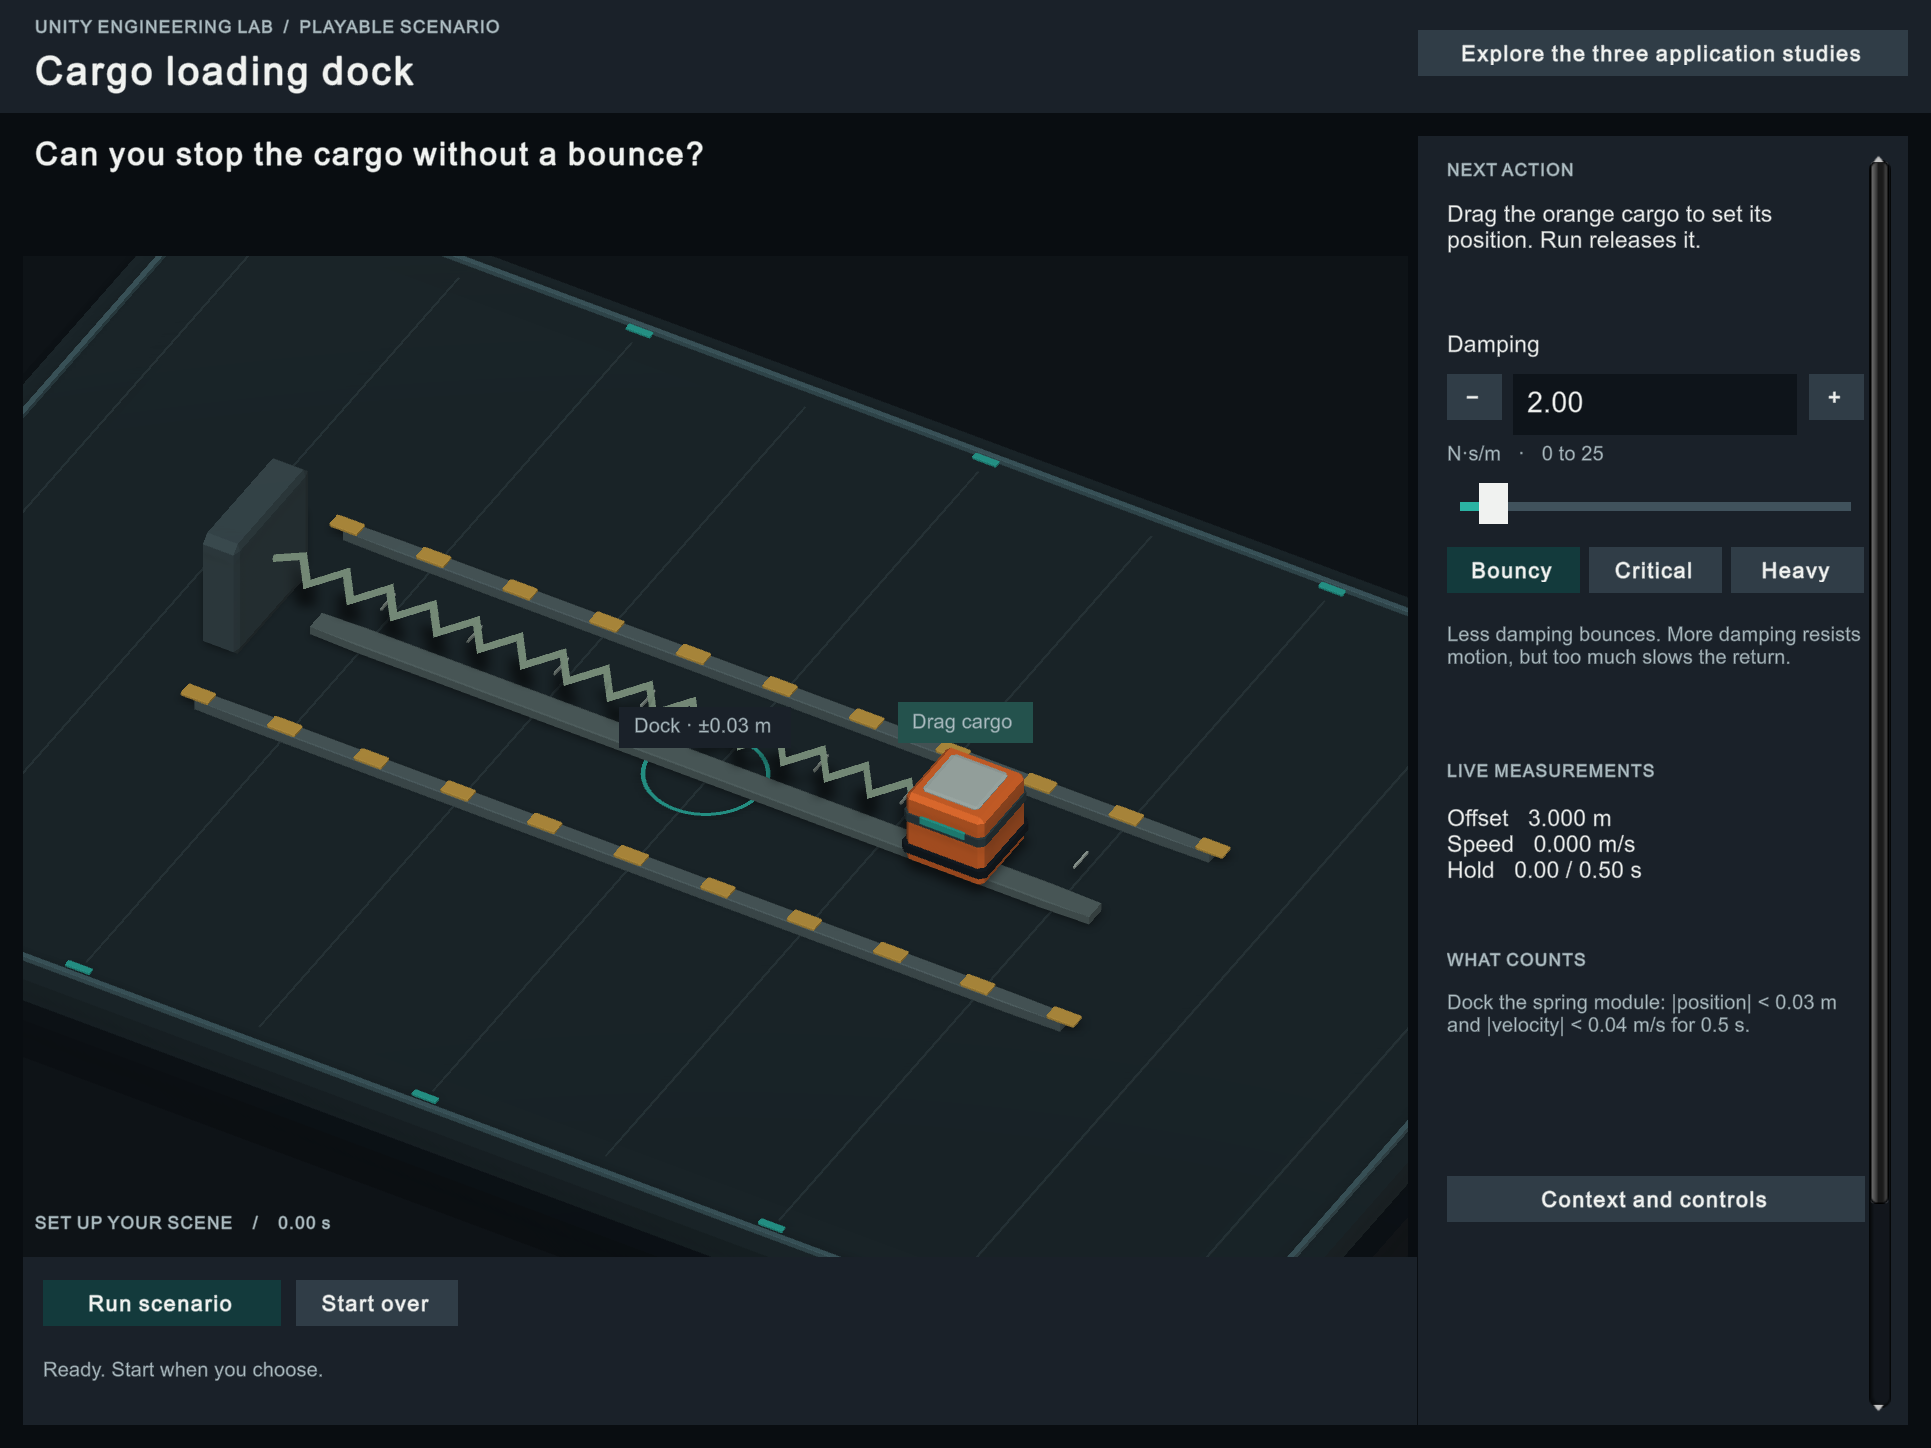 UNITY ENGINEERING LAB / PLAYABLE SCENARIO
Cargo loading dock
Explore the three application studies
Can you stop the cargo without a bounce?
NEXT ACTION
Drag the orange cargo to set its
position. Run releases it.
Damping
−
2.00
+
N·s/m · 0 to 25
Bouncy
Critical
Heavy
Less damping bounces. More damping resists
motion, but too much slows the return.
Dock · ±0.03 m
Drag cargo
LIVE MEASUREMENTS
Offset 3.000 m
Speed 0.000 m/s
Hold 0.00 / 0.50 s
WHAT COUNTS
Dock the spring module: |position| < 0.03 m
and |velocity| < 0.04 m/s for 0.5 s.
Context and controls
SET UP YOUR SCENE / 0.00 s
Run scenario
Start over
Ready. Start when you choose.